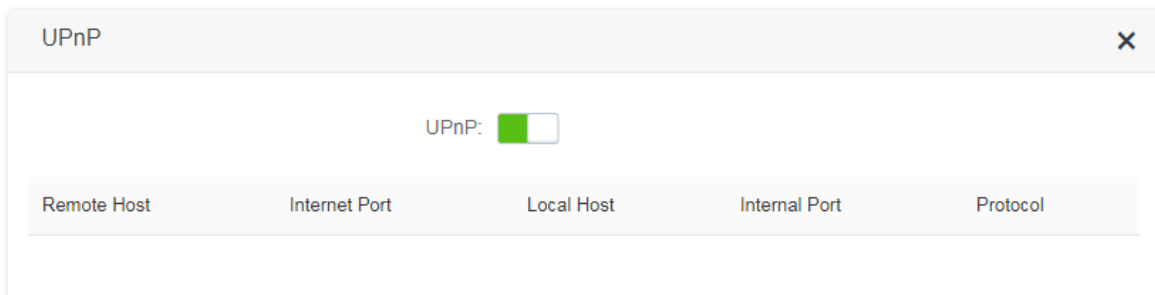 UPnP
UPnP:
Remote Host Internet Port Local Host Internal Port Protocol